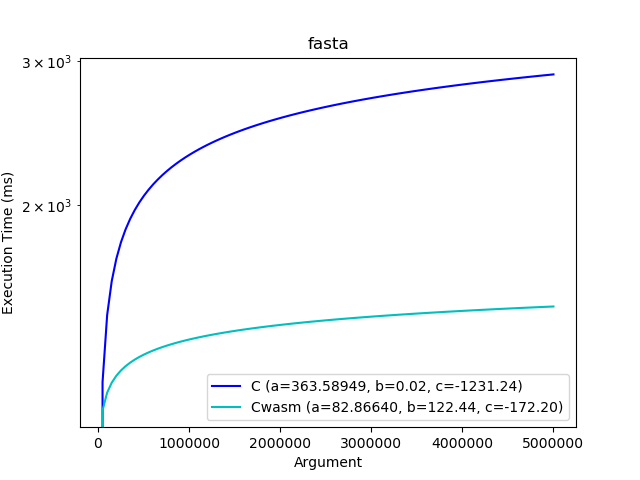 fasta
3 × 10³
2 × 10³
Execution Time (ms)
C (a=363.58949, b=0.02, c=-1231.24)
Cwasm (a=82.86640, b=122.44, c=-172.20)
0 1000000 2000000 3000000 4000000 5000000
Argument